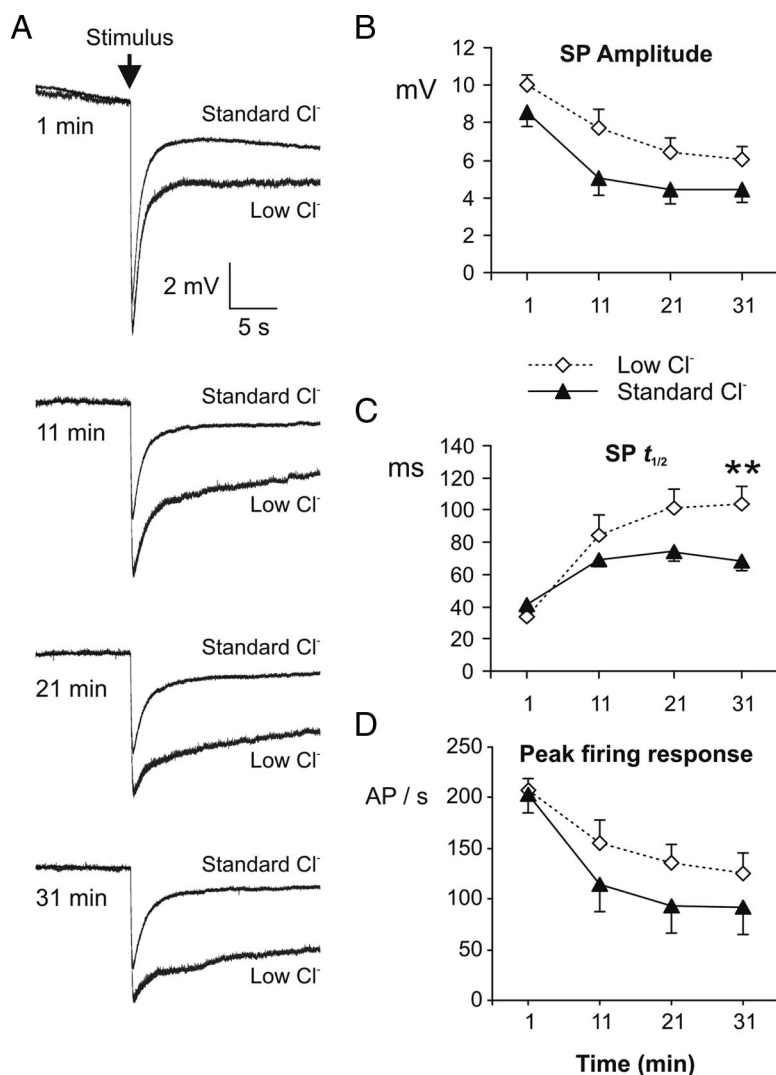 A
Stimulus
1 min
Standard Cl⁻
Low Cl⁻
2 mV
5 s
11 min
Standard Cl⁻
Low Cl⁻
21 min
Standard Cl⁻
Low Cl⁻
31 min
Standard Cl⁻
Low Cl⁻
B
SP Amplitude
mV
12
10
8
6
4
2
0
1 11 21 31
Low Cl⁻
Standard Cl⁻
C
SP t1/2
ms
**
140
120
100
80
60
40
20
0
1 11 21 31
D
Peak firing response
AP / s
250
200
150
100
50
0
1 11 21 31
Time (min)